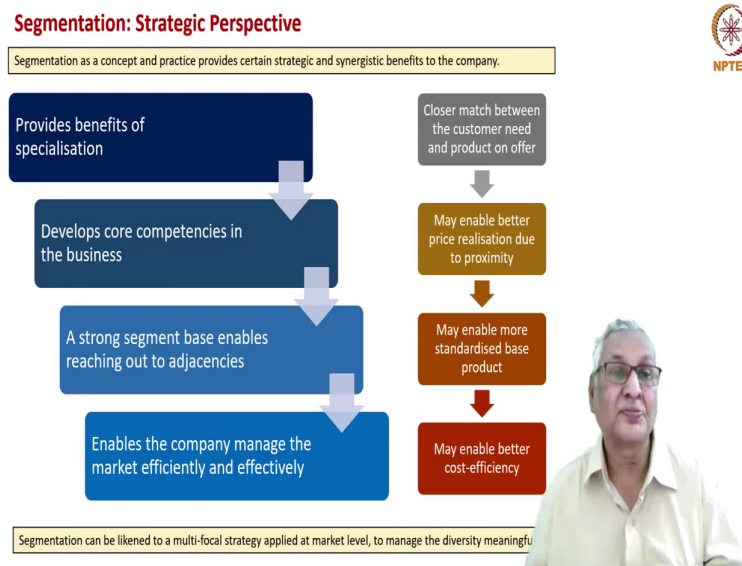 Segmentation: Strategic Perspective
Segmentation as a concept and practice provides certain strategic and synergistic benefits to the company.
NPTE
Provides benefits of
specialisation
Develops core competencies in
the business
A strong segment base enables
reaching out to adjacencies
Enables the company manage the
market efficiently and effectively
Closer match between
the customer need
and product on offer
May enable better
price realisation due
to proximity
May enable more
standardised base
product
May enable better
cost-efficiency
Segmentation can be likened to a multi-focal strategy applied at market level, to manage the diversity meaningfu